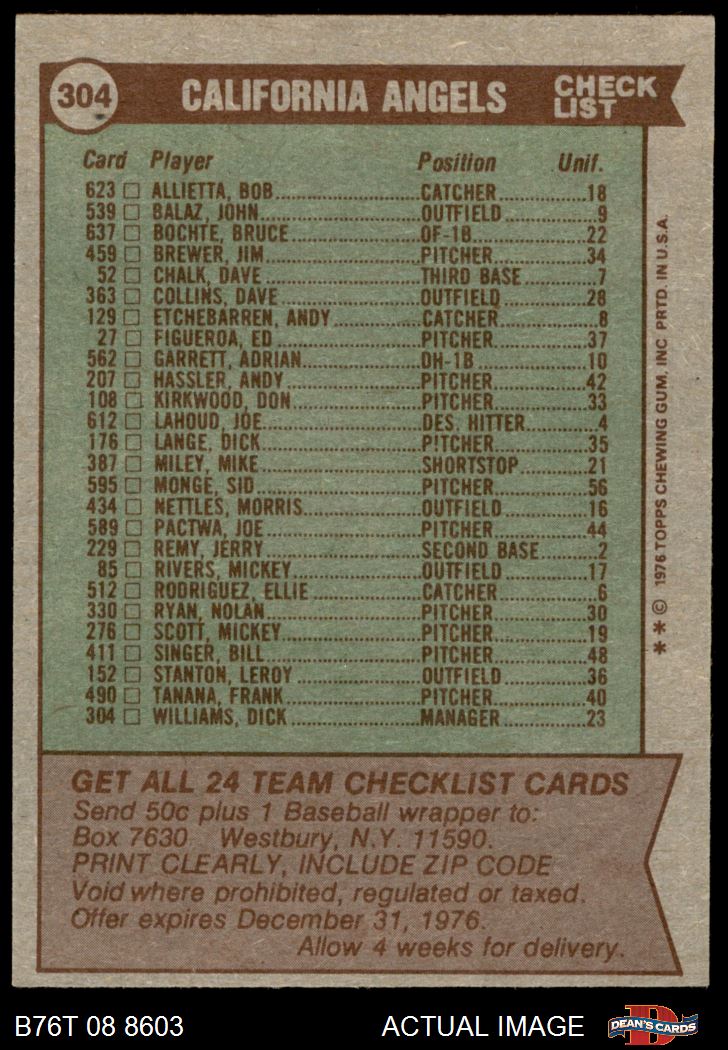 304 CALIFORNIA ANGELS CHECK LIST
Card Player Position Unif.
623 □ ALLIETTA, BOB CATCHER 18
539 □ BALAZ, JOHN OUTFIELD 9
637 □ BOCHTE, BRUCE OF-1B 22
459 □ BREWER, JIM PITCHER 34
52 □ CHALK, DAVE THIRD BASE 7
363 □ COLLINS, DAVE OUTFIELD 28
129 □ ETCHEBARREN, ANDY CATCHER 8
27 □ FIGUEROA, ED PITCHER 37
562 □ GARRETT, ADRIAN DH-1B 10
207 □ HASSLER, ANDY PITCHER 42
108 □ KIRKWOOD, DON PITCHER 33
612 □ LAHOUD, JOE DES. HITTER 4
176 □ LANGE, DICK PITCHER 35
387 □ MILEY, MIKE SHORTSTOP 21
595 □ MONGE, SID PITCHER 56
434 □ NETTLES, MORRIS OUTFIELD 16
589 □ PACTWA, JOE PITCHER 44
229 □ REMY, JERRY SECOND BASE 2
85 □ RIVERS, MICKEY OUTFIELD 17
512 □ RODRIGUEZ, ELLIE CATCHER 6
330 □ RYAN, NOLAN PITCHER 30
276 □ SCOTT, MICKEY PITCHER 19
411 □ SINGER, BILL PITCHER 48
152 □ STANTON, LEROY OUTFIELD 36
490 □ TANANA, FRANK PITCHER 40
304 □ WILLIAMS, DICK MANAGER 23
* * © 1976 TOPPS CHEWING GUM, INC PRTD. IN U.S.A.
GET ALL 24 TEAM CHECKLIST CARDS
Send 50c plus 1 Baseball wrapper to:
Box 7630 Westbury, N.Y. 11590.
PRINT CLEARLY, INCLUDE ZIP CODE
Void where prohibited, regulated or taxed.
Offer expires December 31, 1976.
Allow 4 weeks for delivery.
B76T 08 8603 ACTUAL IMAGE
D
DEAN'S CARDS